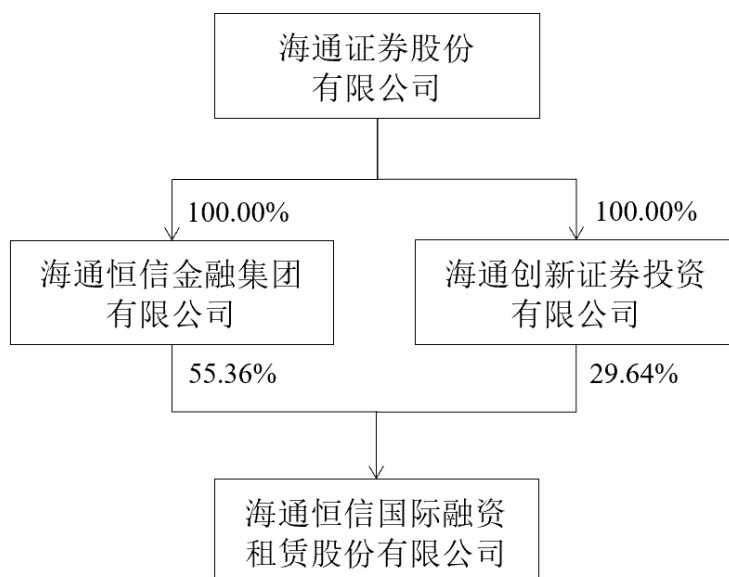 海通证券股份
有限公司
100.00%
100.00%
海通恒信金融集团
有限公司
海通创新证券投资
有限公司
55.36%
29.64%
海通恒信国际融资
租赁股份有限公司